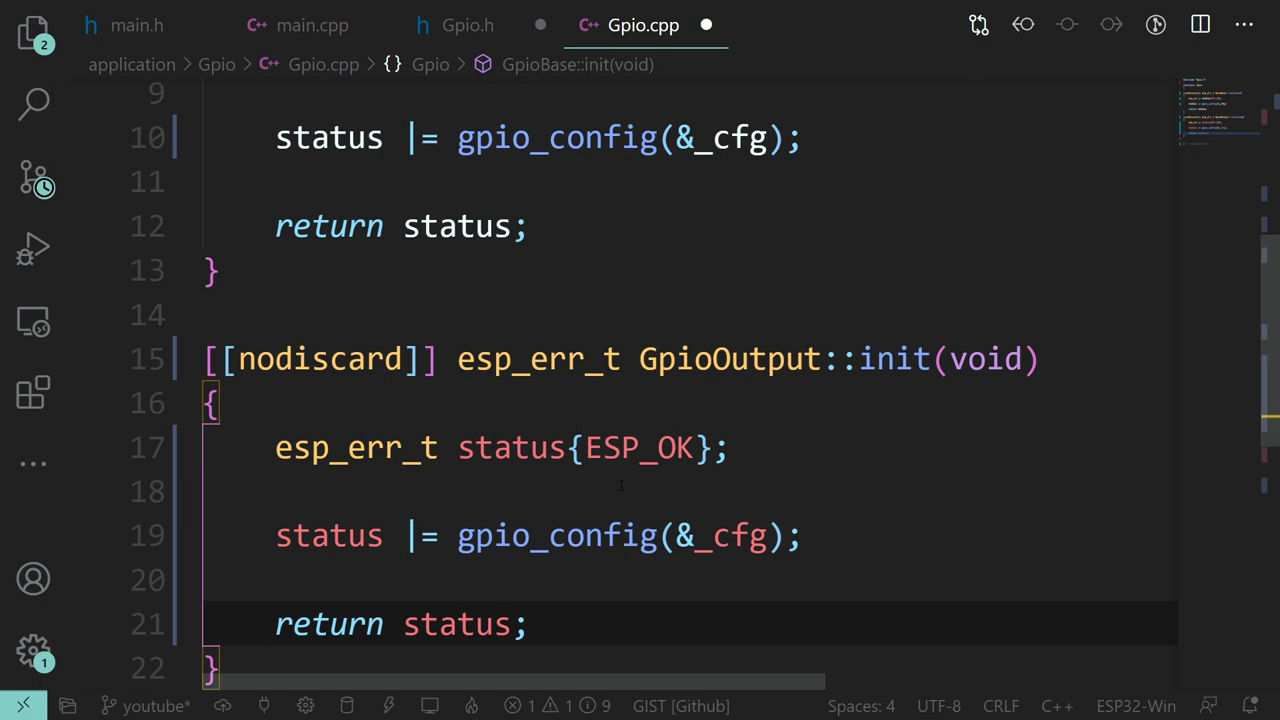 main.h main.cpp Gpio.h Gpio.cpp
application > Gpio > Gpio.cpp > {} Gpio > GpioBase::init(void)
9
10 status |= gpio_config(&_cfg);
11
12 return status;
13 }
14
15 [[nodiscard]] esp_err_t GpioOutput::init(void)
16 {
17 esp_err_t status{ESP_OK};
18
19 status |= gpio_config(&_cfg);
20
21 return status;
22 }
2
1
youtube* 1 1 9 GIST [Github] Spaces: 4 UTF-8 CRLF C++ ESP32-Win